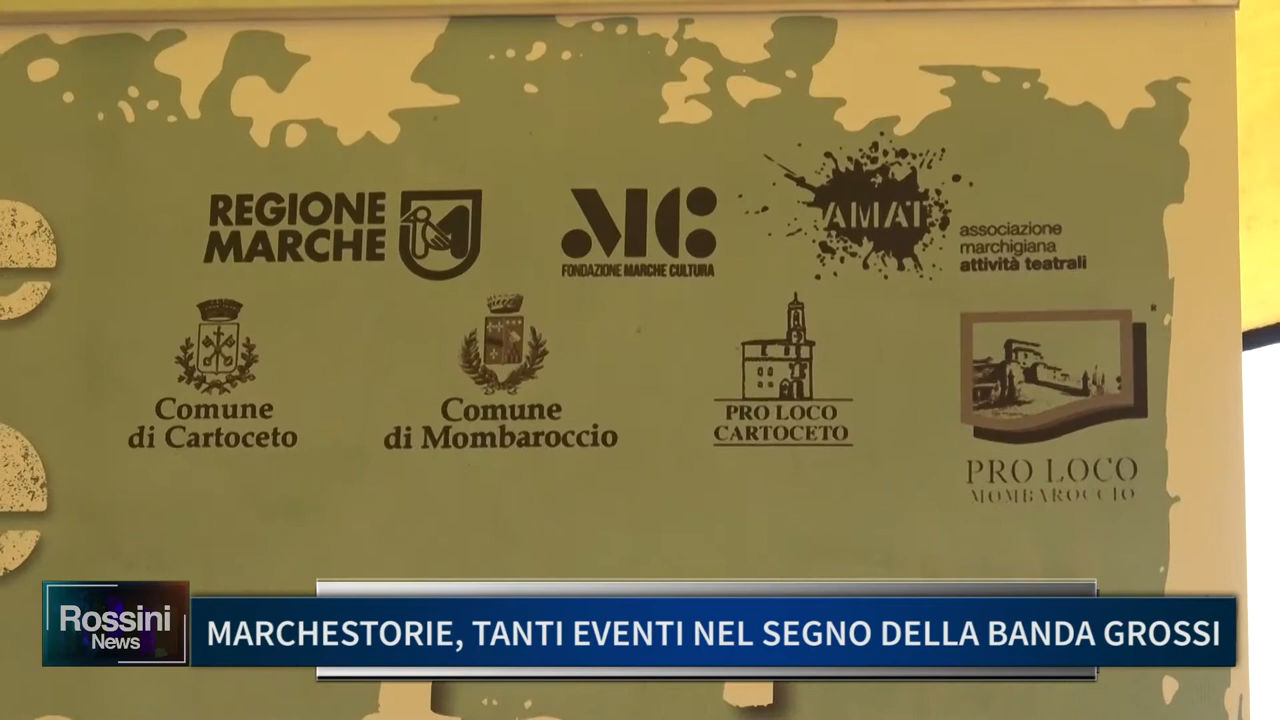 REGIONE
MARCHE
MC
FONDAZIONE MARCHE CULTURA
AMAT
associazione
marchigiana
attività teatrali
Comune
di Cartoceto
Comune
di Mombaroccio
PRO LOCO
CARTOCETO
®
PRO LOCO
MOMBAROCCIO
Rossini
News
MARCHESTORIE, TANTI EVENTI NEL SEGNO DELLA BANDA GROSSI